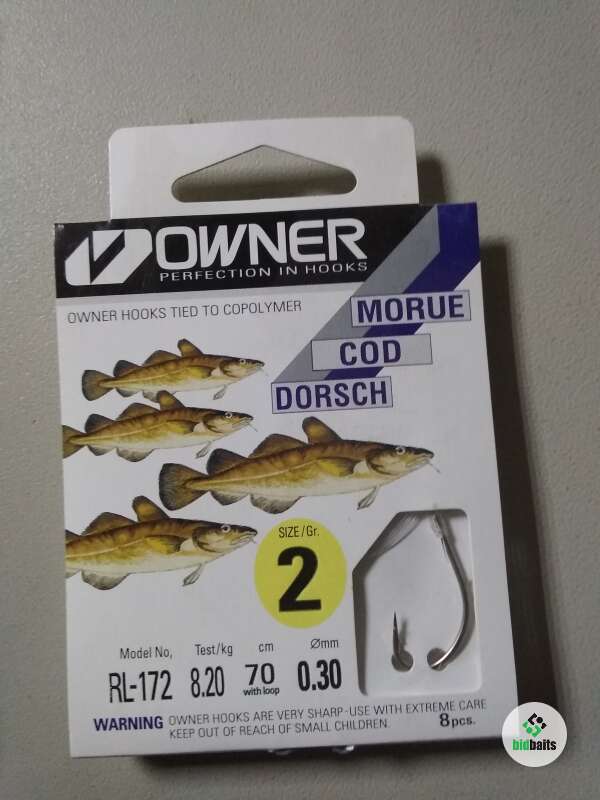 OWNER
PERFECTION IN HOOKS
OWNER HOOKS TIED TO COPOLYMER
MORUE
COD
DORSCH
SIZE/Gr.
2
Model No, Test/kg cm Ømm
RL-172 8.20 70 0.30
with loop
WARNING OWNER HOOKS ARE VERY SHARP-USE WITH EXTREME CARE
KEEP OUT OF REACH OF SMALL CHILDREN.
8pcs.
bidbaits